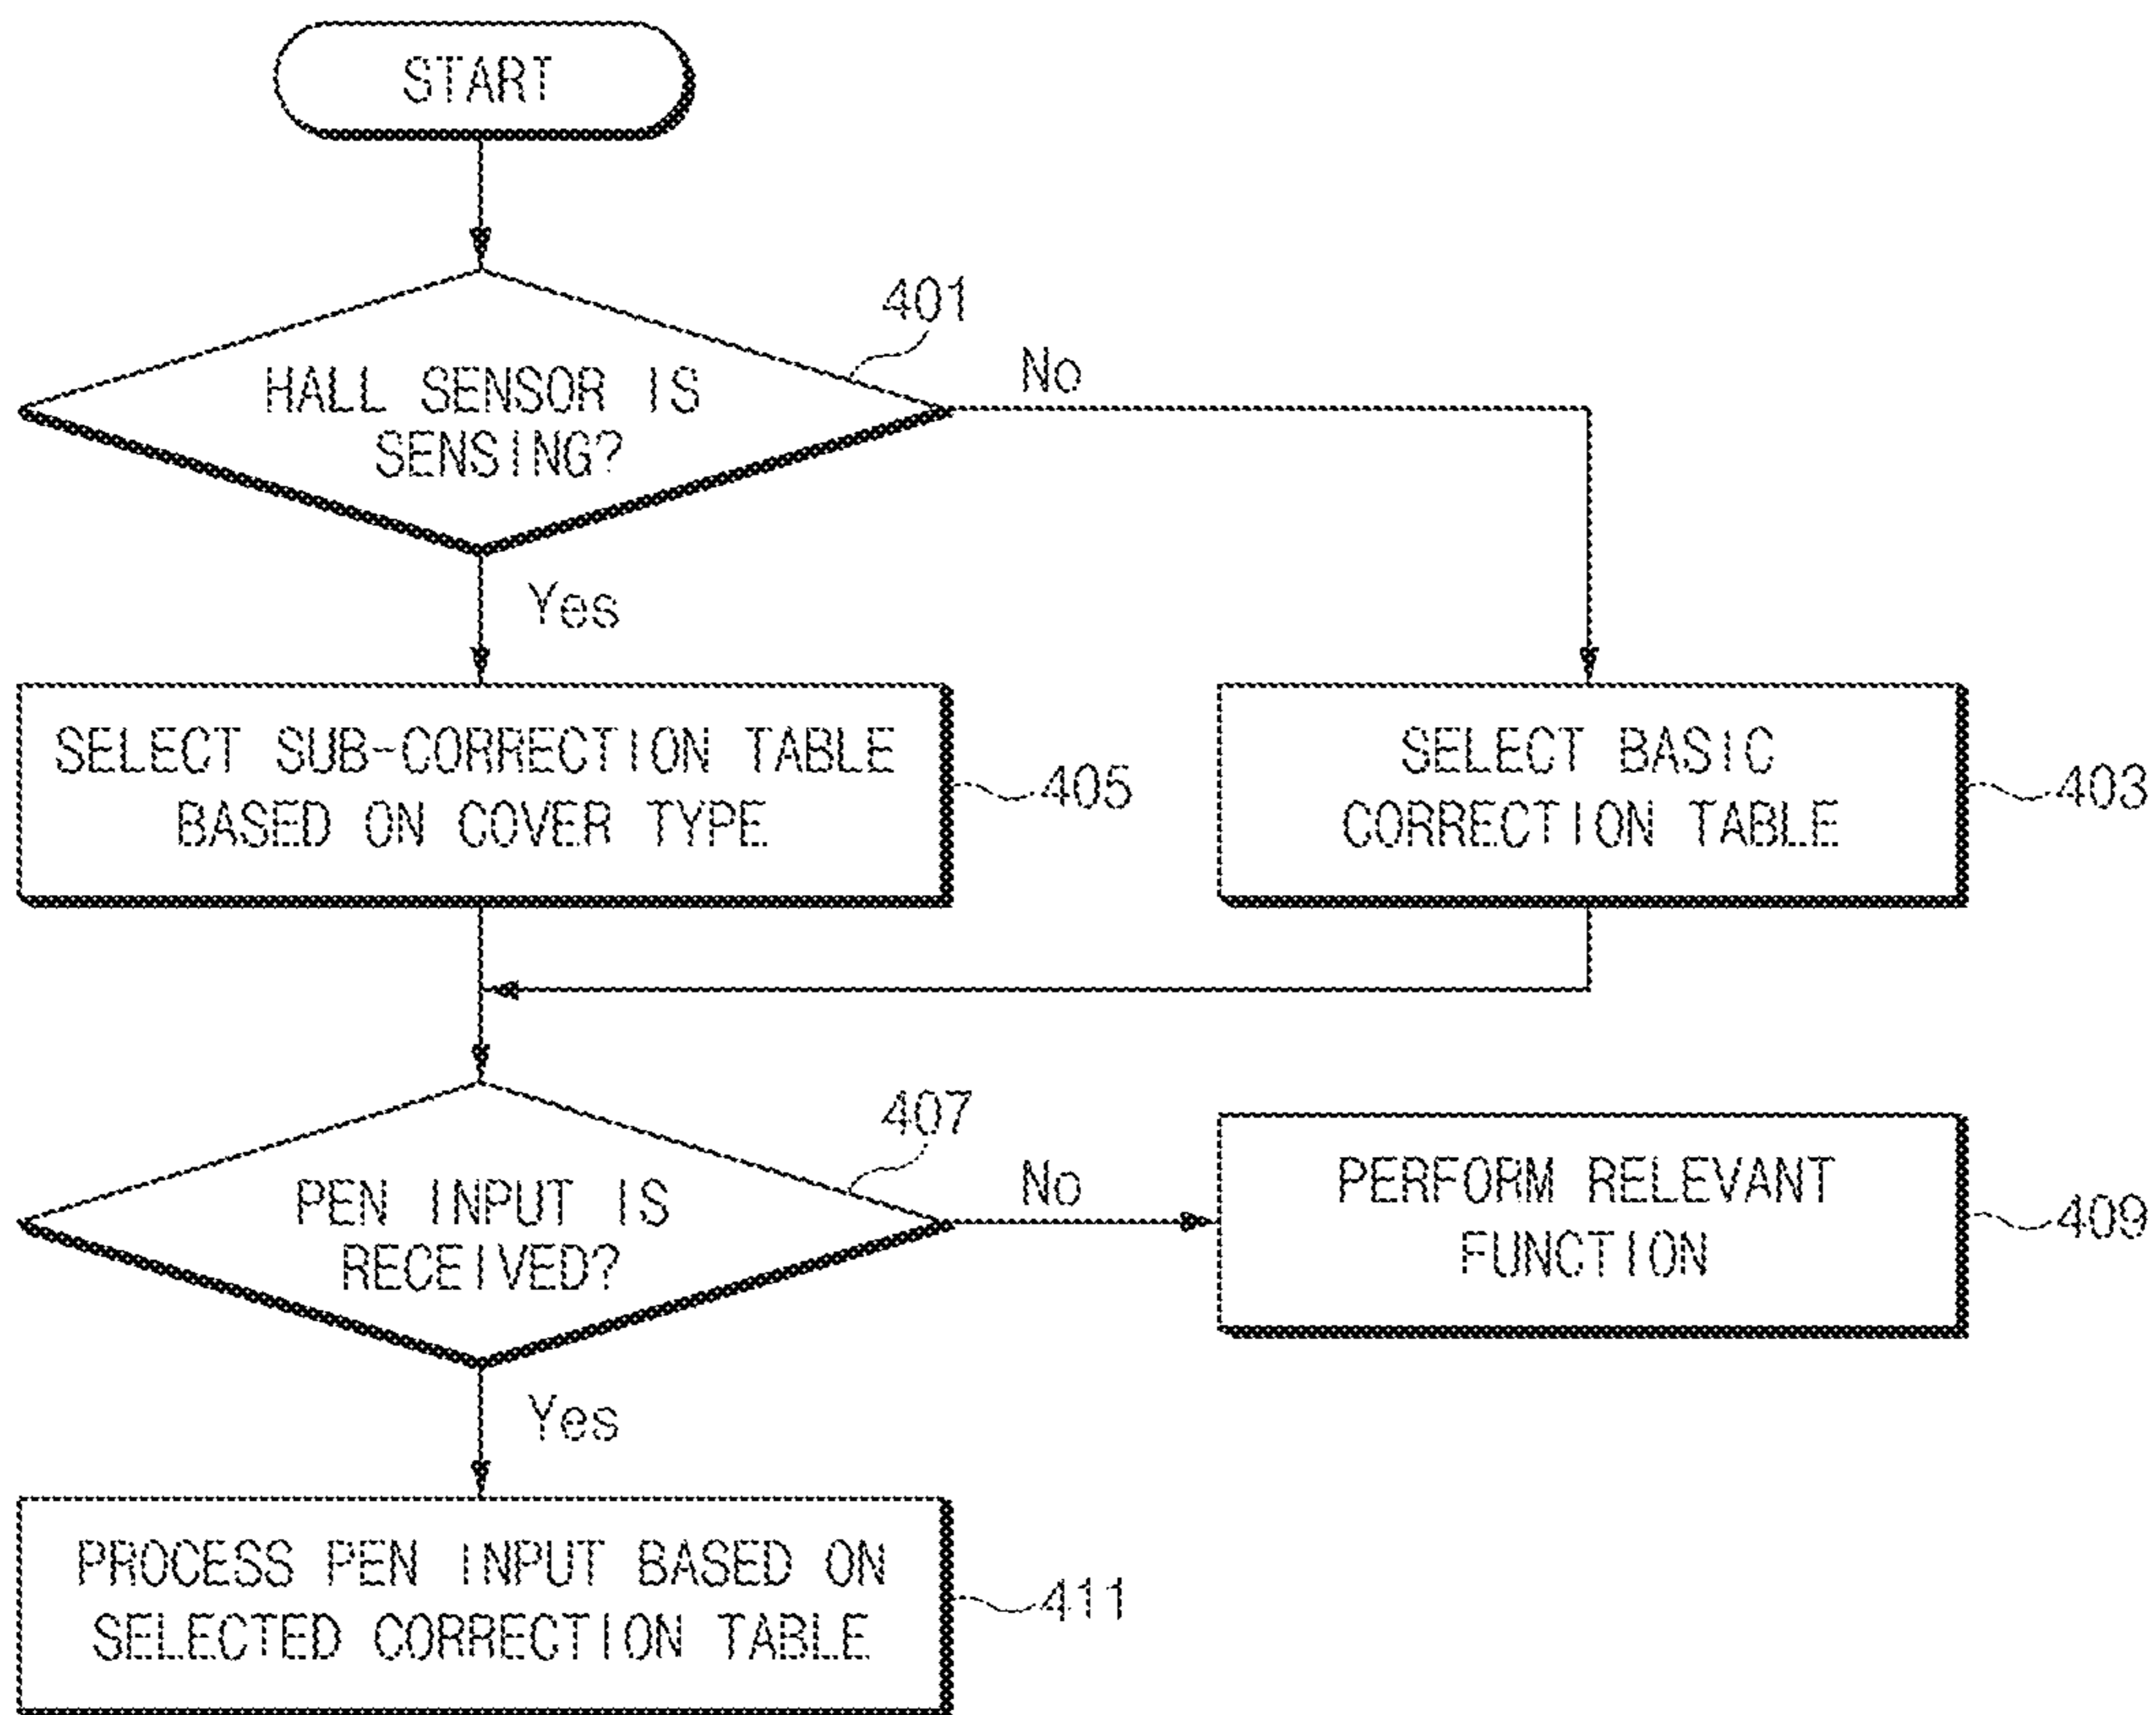 START
401
HALL SENSOR IS
SENSING?
No
Yes
SELECT SUB-CORRECTION TABLE
BASED ON COVER TYPE
405
SELECT BASIC
CORRECTION TABLE
403
407
PEN INPUT IS
RECEIVED?
No
PERFORM RELEVANT
FUNCTION
409
Yes
PROCESS PEN INPUT BASED ON
SELECTED CORRECTION TABLE
411